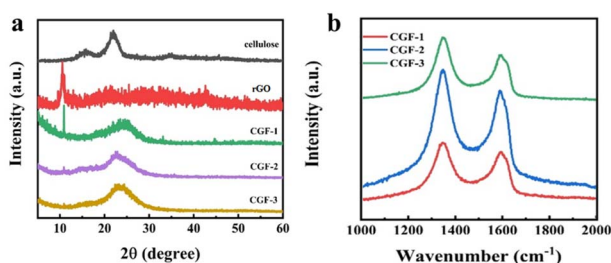 a
Intensity (a.u.)
cellulose
rGO
CGF-1
CGF-2
CGF-3
10 20 30 40 50 60
2θ (degree)
b
Intensity (a.u.)
CGF-1
CGF-2
CGF-3
1000 1200 1400 1600 1800 2000
Wavenumber (cm⁻¹)